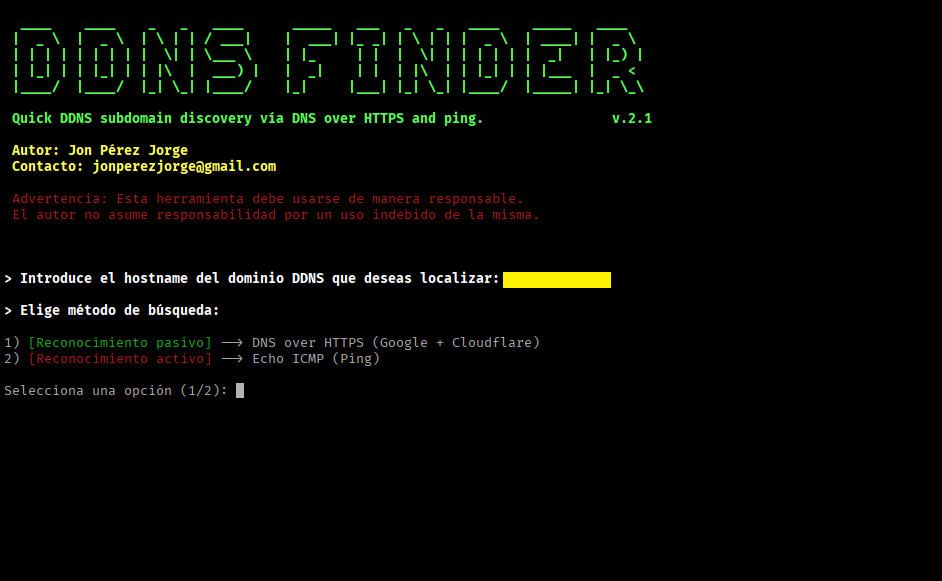 DDNS FINDER
Quick DDNS subdomain discovery vía DNS over HTTPS and ping. v.2.1
Autor: Jon Pérez Jorge
Contacto: jonperezjorge@gmail.com
Advertencia: Esta herramienta debe usarse de manera responsable.
El autor no asume responsabilidad por un uso indebido de la misma.
> Introduce el hostname del dominio DDNS que deseas localizar:
> Elige método de búsqueda:
1) [Reconocimiento pasivo] ——> DNS over HTTPS (Google + Cloudflare)
2) [Reconocimiento activo] ——> Echo ICMP (Ping)
Selecciona una opción (1/2):